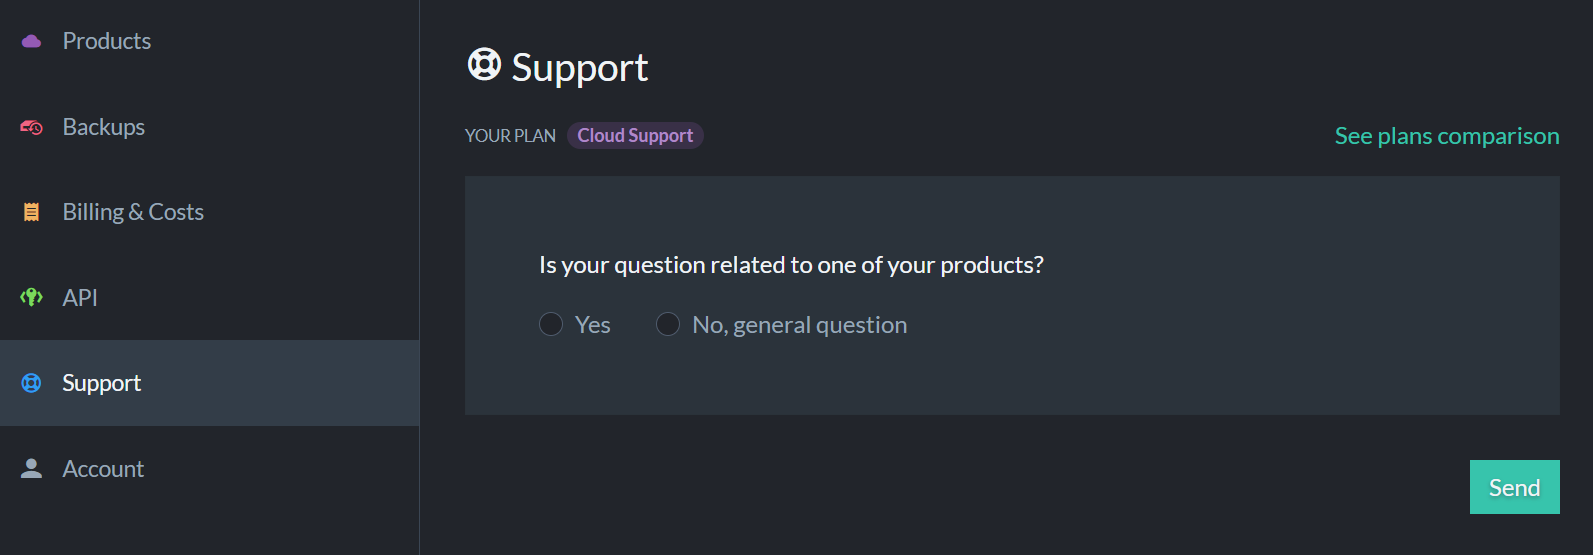 Products
Backups
Billing & Costs
API
Support
Account
Support
YOUR PLAN Cloud Support
See plans comparison
Is your question related to one of your products?
Yes No, general question
Send